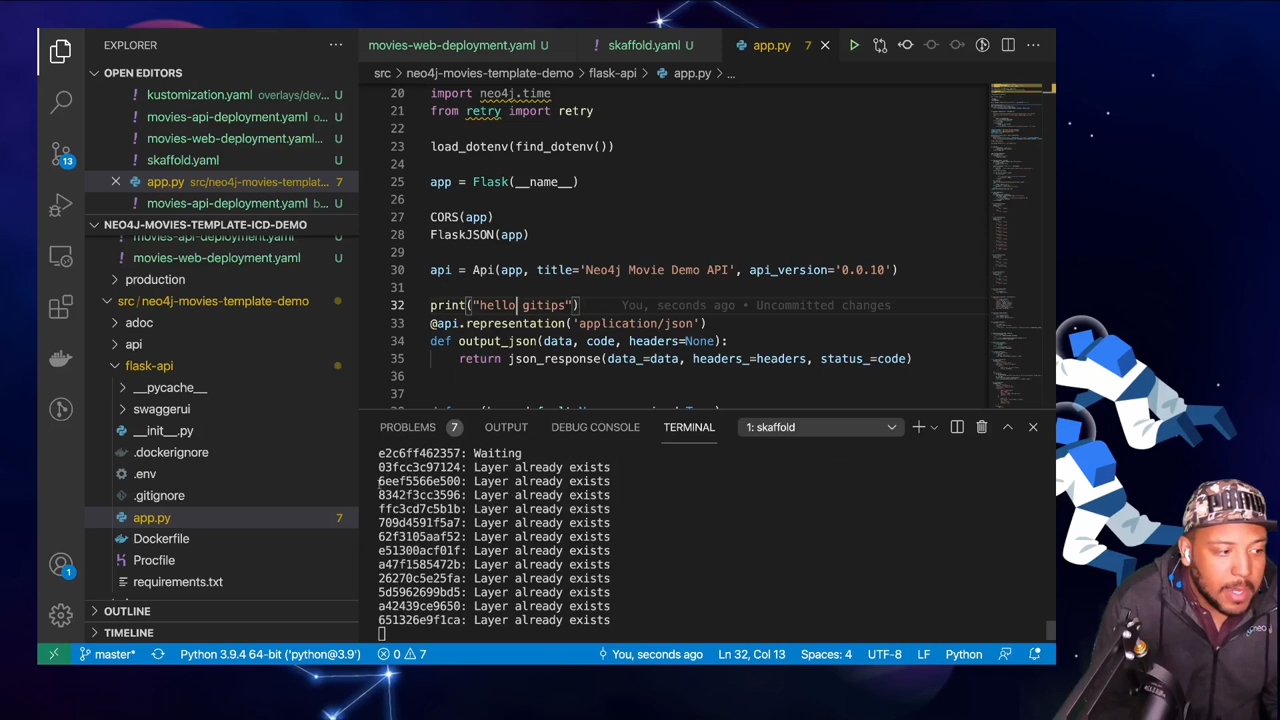 EXPLORER
OPEN EDITORS
kustomization.yaml overlays/dev... U
movies-api-deployment.yaml U
movies-web-deployment.yaml... U
skaffold.yaml U
app.py src/neo4j-movies-templat... 7
movies-api-deployment.yaml b... U
NEO4J-MOVIES-TEMPLATE-ICD-DEMO
movies-api-deployment.yaml U
movies-web-deployment.yaml U
production
src/neo4j-movies-template-demo
adoc
api
flask-api
__pycache__
swaggerui
__init__.py
.dockerignore
.env
.gitignore
app.py 7
Dockerfile
Procfile
requirements.txt
OUTLINE
TIMELINE
13
1
movies-web-deployment.yaml U
skaffold.yaml U
app.py 7
src > neo4j-movies-template-demo > flask-api > app.py > ...
20 import neo4j.time
21 from retry import retry
22
23 load_dotenv(find_dotenv())
24
25 app = Flask(__name__)
26
27 CORS(app)
28 FlaskJSON(app)
29
30 api = Api(app, title='Neo4j Movie Demo API', api_version='0.0.10')
31
32 print("hello gitips") You, seconds ago • Uncommitted changes
33 @api.representation('application/json')
34 def output_json(data, code, headers=None):
35 return json_response(data_=data, headers_=headers, status_=code)
36
37
PROBLEMS 7 OUTPUT DEBUG CONSOLE TERMINAL 1: skaffold
e2c6ff462357: Waiting
03fcc3c97124: Layer already exists
6eef5566e500: Layer already exists
8342f3cc3596: Layer already exists
ffc3cd7c5b1b: Layer already exists
709d4591f5a7: Layer already exists
62f3105aaf52: Layer already exists
e51300acf01f: Layer already exists
a47f1585472b: Layer already exists
26270c5e25fa: Layer already exists
5d5962699bd5: Layer already exists
a42439ce9650: Layer already exists
651326e9f1ca: Layer already exists
master* Python 3.9.4 64-bit ('python@3.9') 0 7 You, seconds ago Ln 32, Col 13 Spaces: 4 UTF-8 LF Python